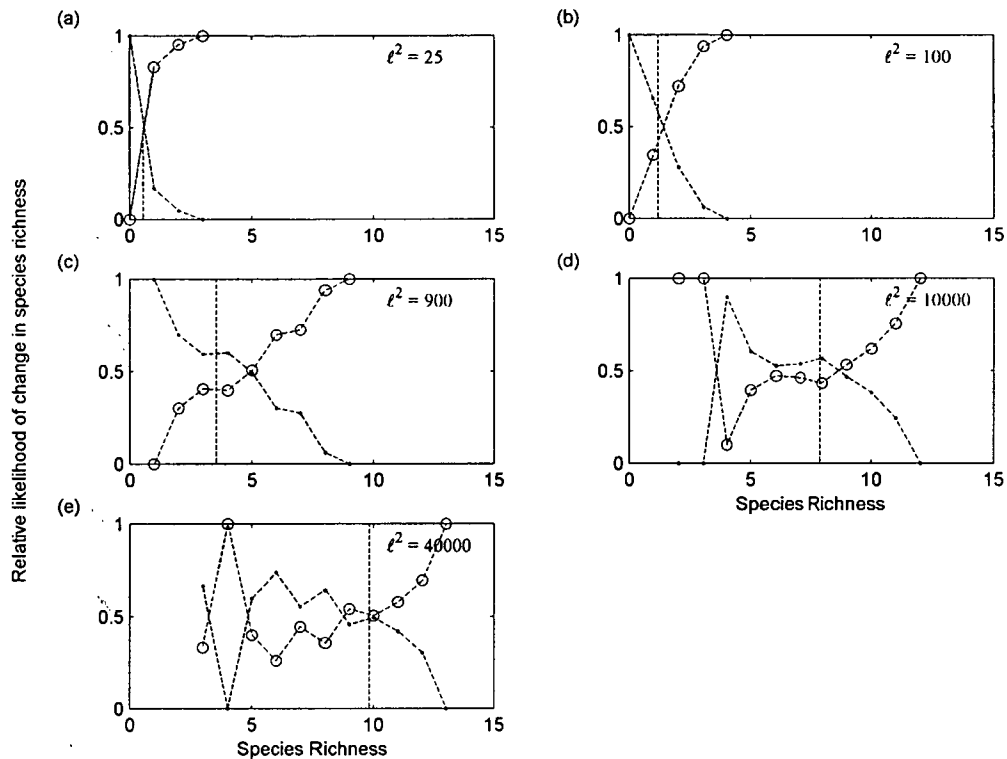 (a)
ℓ² = 25
1
0.5
0
0 5 10 15
(b)
ℓ² = 100
1
0.5
0
0 5 10 15
Relative likelihood of change in species richness
(c)
ℓ² = 900
1
0.5
0
0 5 10 15
(d)
ℓ² = 10000
1
0.5
0
0 5 10 15
Species Richness
(e)
ℓ² = 40000
1
0.5
0
0 5 10 15
Species Richness